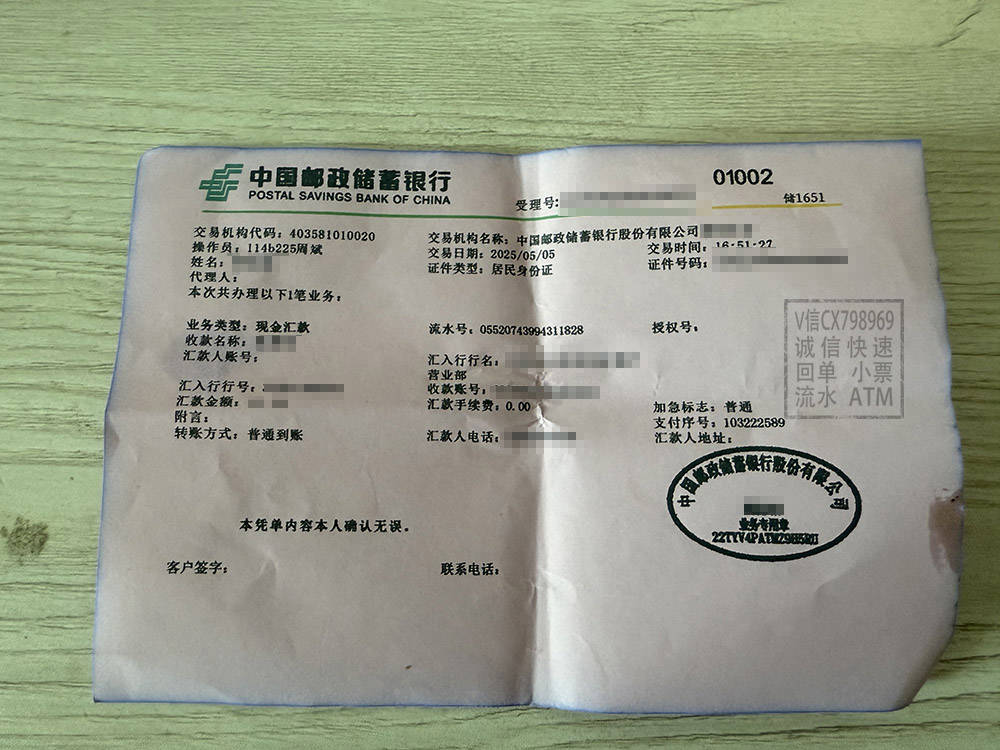 中国邮政储蓄银行
POSTAL SAVINGS BANK OF CHINA
受理号:
01002
储1651
交易机构代码: 403581010020
交易机构名称: 中国邮政储蓄银行股份有限公司
操作员: 114b225周斌
交易日期: 2025/05/05
交易时间: 16:51:27
姓名:
证件类型: 居民身份证
证件号码:
代理人:
本次共办理以下1笔业务:
业务类型: 现金汇款
流水号: 05520743994311828
授权号:
收款名称:
汇款人账号:
汇入行行名:
营业部
汇入行行号:
收款账号:
汇款金额:
汇款手续费: 0.00
加急标志: 普通
附言:
支付序号: 103222589
转账方式: 普通到账
汇款人电话:
汇款人地址:
本凭单内容本人确认无误。
客户签字:
联系电话:
中国邮政储蓄银行股份有限公司
业务专用章
V信CX798969
诚信快速
回单 小票
流水 ATM